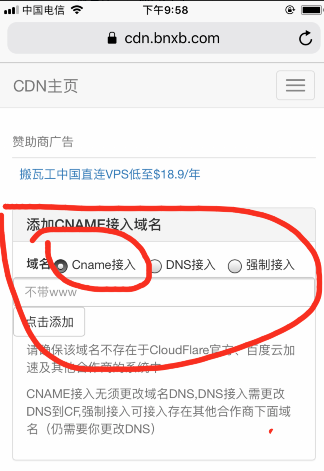 中国电信 下午9:58
cdn.bnxb.com
CDN主页
赞助商广告
搬瓦工中国直连VPS低至$18.9/年
添加CNAME接入域名
域名 Cname接入 DNS接入 强制接入
不带www
点击添加
请确保该域名不存在于CloudFlare官方、百度云加
速及其他合作商的系统中
CNAME接入无须更改域名DNS,DNS接入需更改
DNS到CF,强制接入可接入存在其他合作商下面域
名（仍需要你更改DNS）